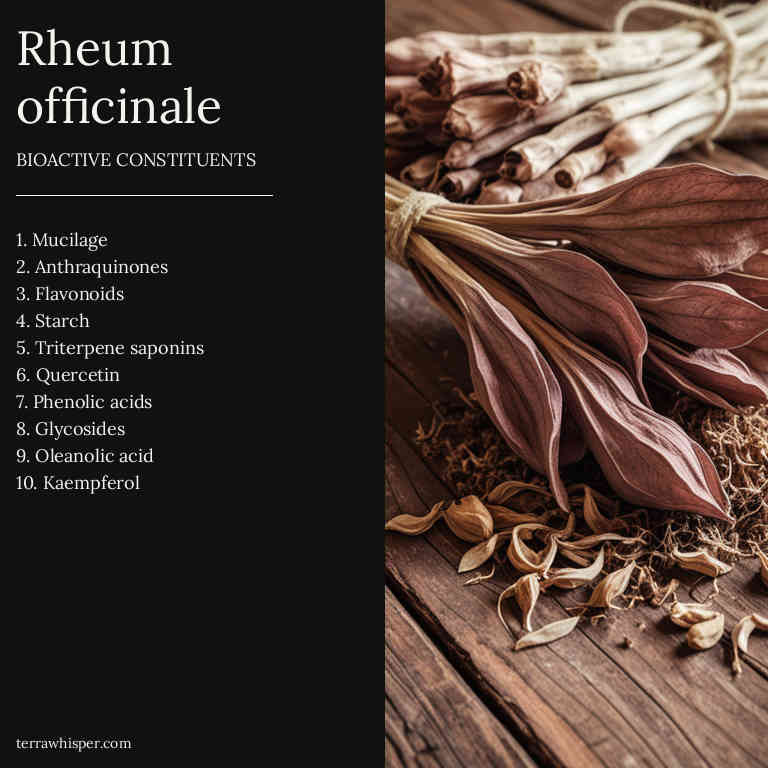 Rheum
officinale
BIOACTIVE CONSTITUENTS
1. Mucilage
2. Anthraquinones
3. Flavonoids
4. Starch
5. Triterpene saponins
6. Quercetin
7. Phenolic acids
8. Glycosides
9. Oleanolic acid
10. Kaempferol
terrawhisper.com